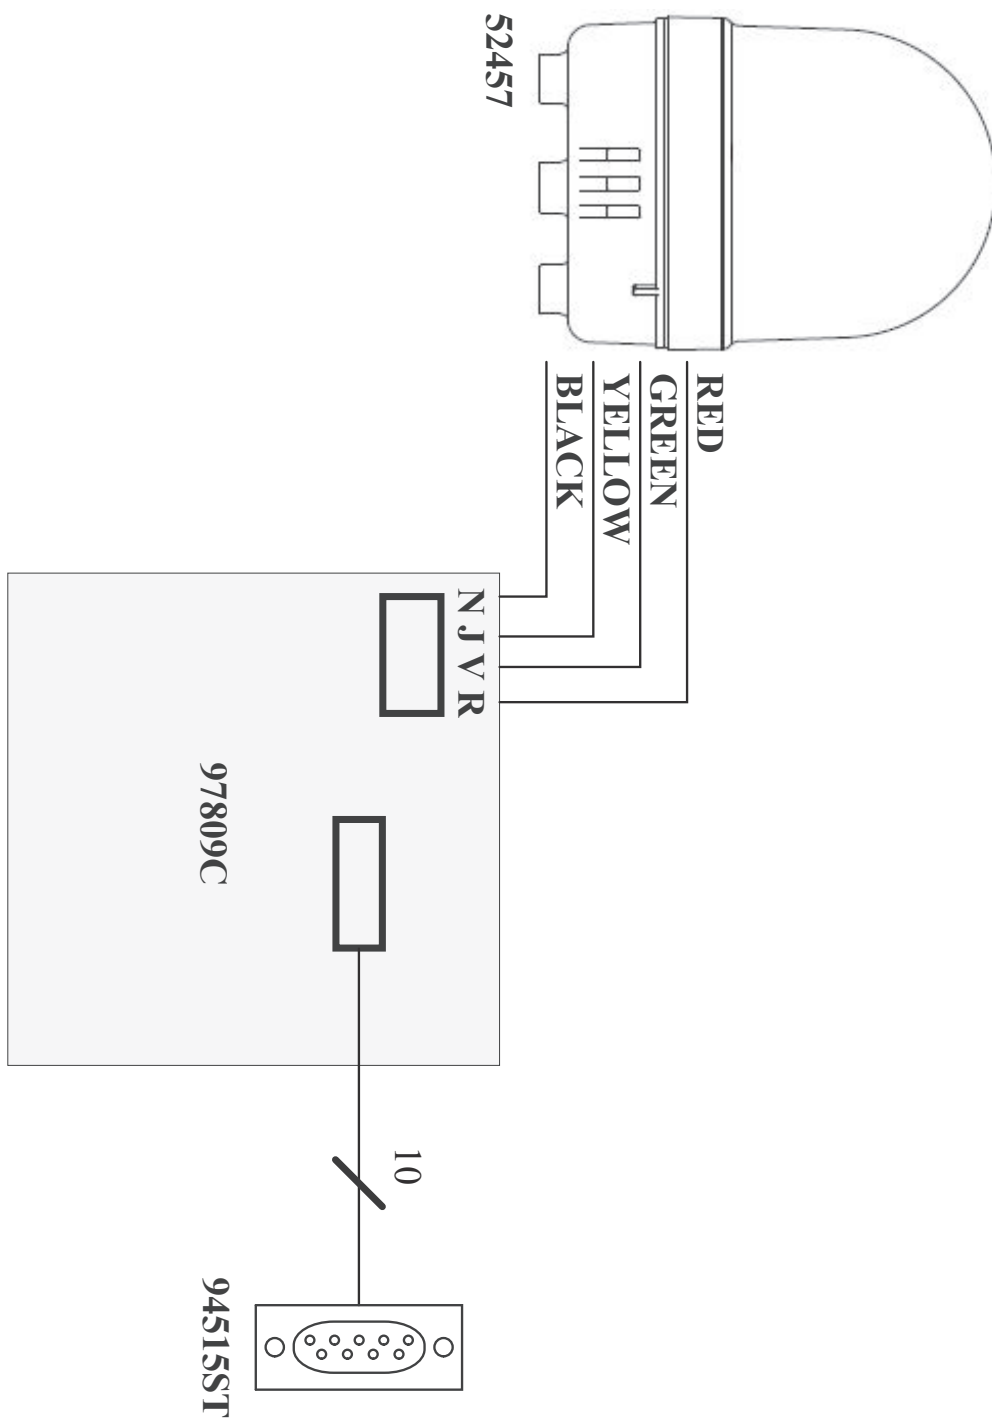 52457
RED
GREEN
YELLOW
BLACK
N J V R
97809C
10
94515ST